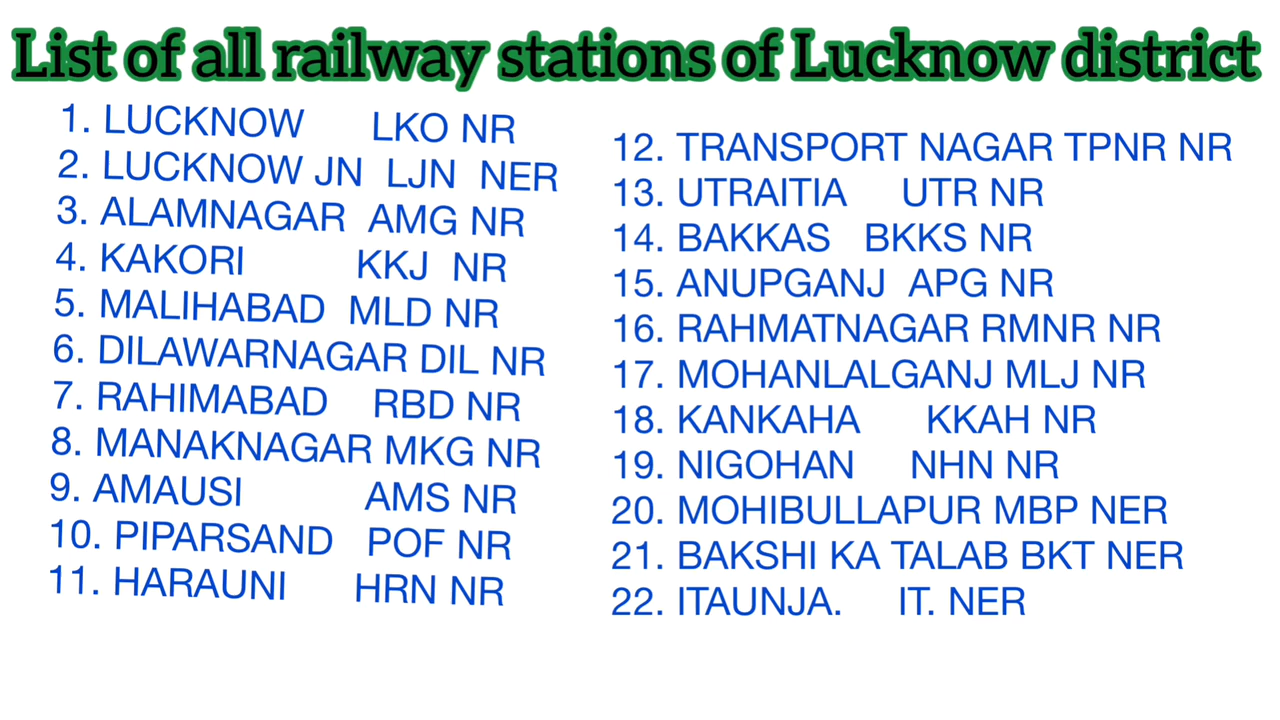 List of all railway stations of Lucknow district
1. LUCKNOW LKO NR
2. LUCKNOW JN LJN NER
3. ALAMNAGAR AMG NR
4. KAKORI KKJ NR
5. MALIHABAD MLD NR
6. DILAWARNAGAR DIL NR
7. RAHIMABAD RBD NR
8. MANAKNAGAR MKG NR
9. AMAUSI AMS NR
10. PIPARSAND POF NR
11. HARAUNI HRN NR
12. TRANSPORT NAGAR TPNR NR
13. UTRAITIA UTR NR
14. BAKKAS BKKS NR
15. ANUPGANJ APG NR
16. RAHMATNAGAR RMNR NR
17. MOHANLALGANJ MLJ NR
18. KANKAHA KKAH NR
19. NIGOHAN NHN NR
20. MOHIBULLAPUR MBP NER
21. BAKSHI KA TALAB BKT NER
22. ITAUNJA. IT. NER